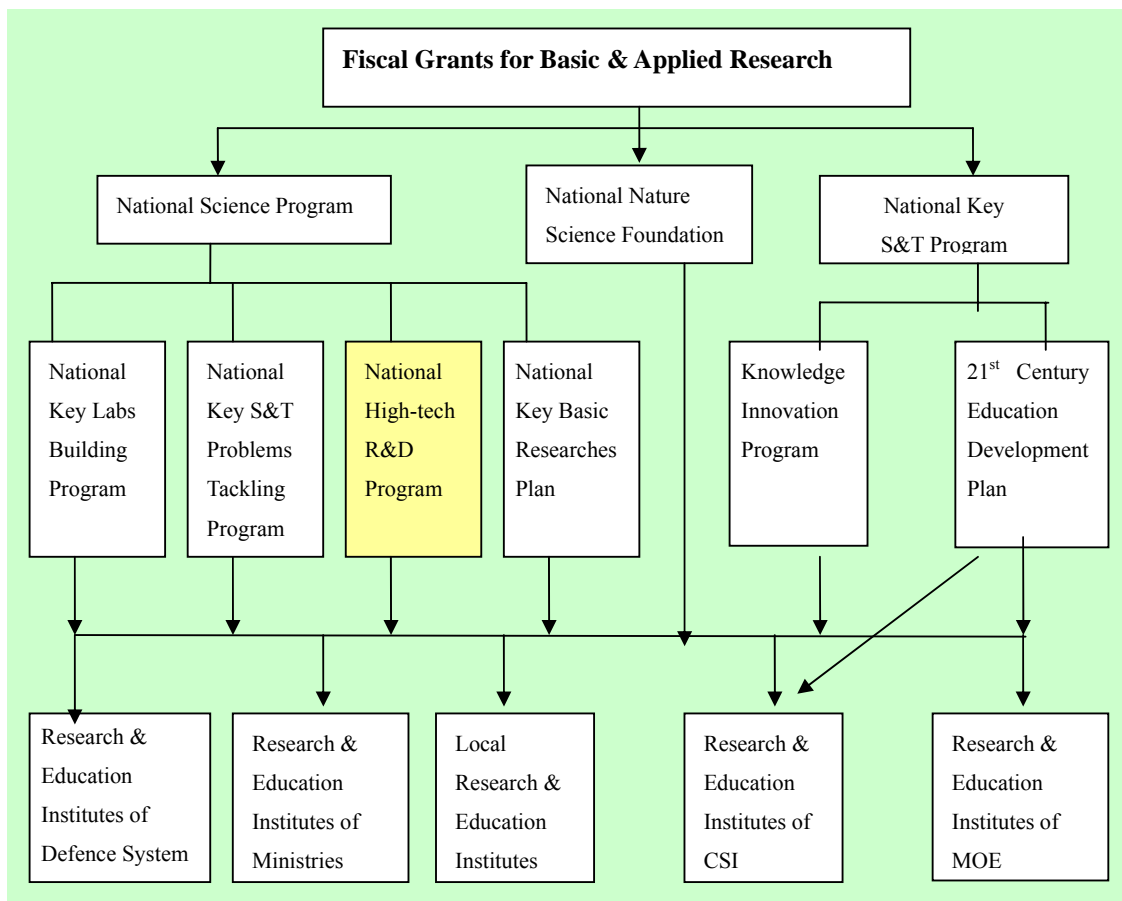 Fiscal Grants for Basic & Applied Research
National Science Program
National Nature
Science Foundation
National Key
S&T Program
National
Key Labs
Building
Program
National
Key S&T
Problems
Tackling
Program
National
High-tech
R&D
Program
National
Key Basic
Researches
Plan
Knowledge
Innovation
Program
21st Century
Education
Development
Plan
Research &
Education
Institutes of
Defence System
Research &
Education
Institutes of
Ministries
Local
Research &
Education
Institutes
Research &
Education
Institutes of
CSI
Research &
Education
Institutes of
MOE